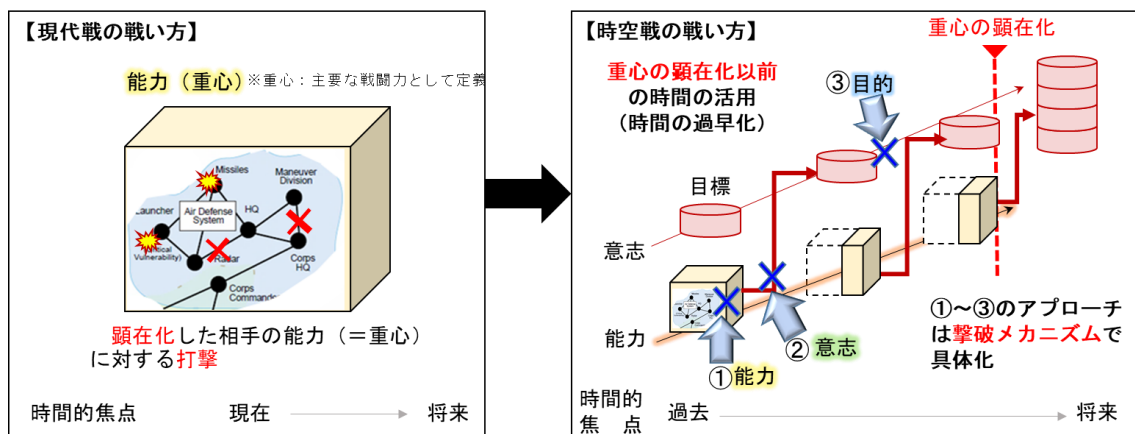 【現代戦の戦い方】
能力（重心）※重心：主要な戦闘力として定義
Missiles
Maneuver
Division
Launcher
Air Defense
System
HQ
Vulnerability)
Radar
Corps
HQ
Corps
Comman
顕在化した相手の能力（＝重心）
に対する打撃
時間的焦点 現在 将来
【時空戦の戦い方】
重心の顕在化
重心の顕在化以前
の時間の活用
（時間の過早化）
③目的
目標
意志
能力
①能力
②意志
①～③のアプローチ
は撃破メカニズムで
具体化
時間的
焦 点
過去 将来